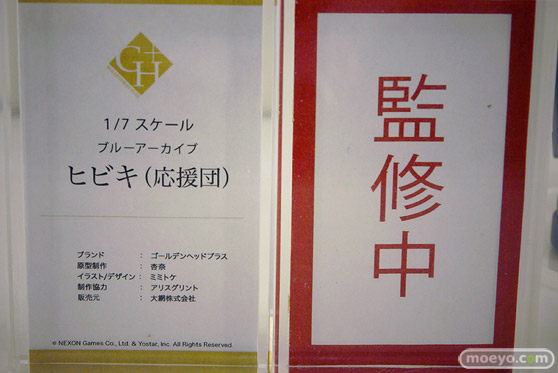 G+H
1/7 スケール
ブルーアーカイブ
ヒビキ(応援団)
ブランド : ゴールデンヘッドプラス
原型制作 : 杏奈
イラスト/デザイン : ミミトケ
制作協力 : アリスグリント
販売元 : 大網株式会社
© NEXON Games Co., Ltd. & Yostar, Inc. All Rights Reserved.
監修中
moeyo.com